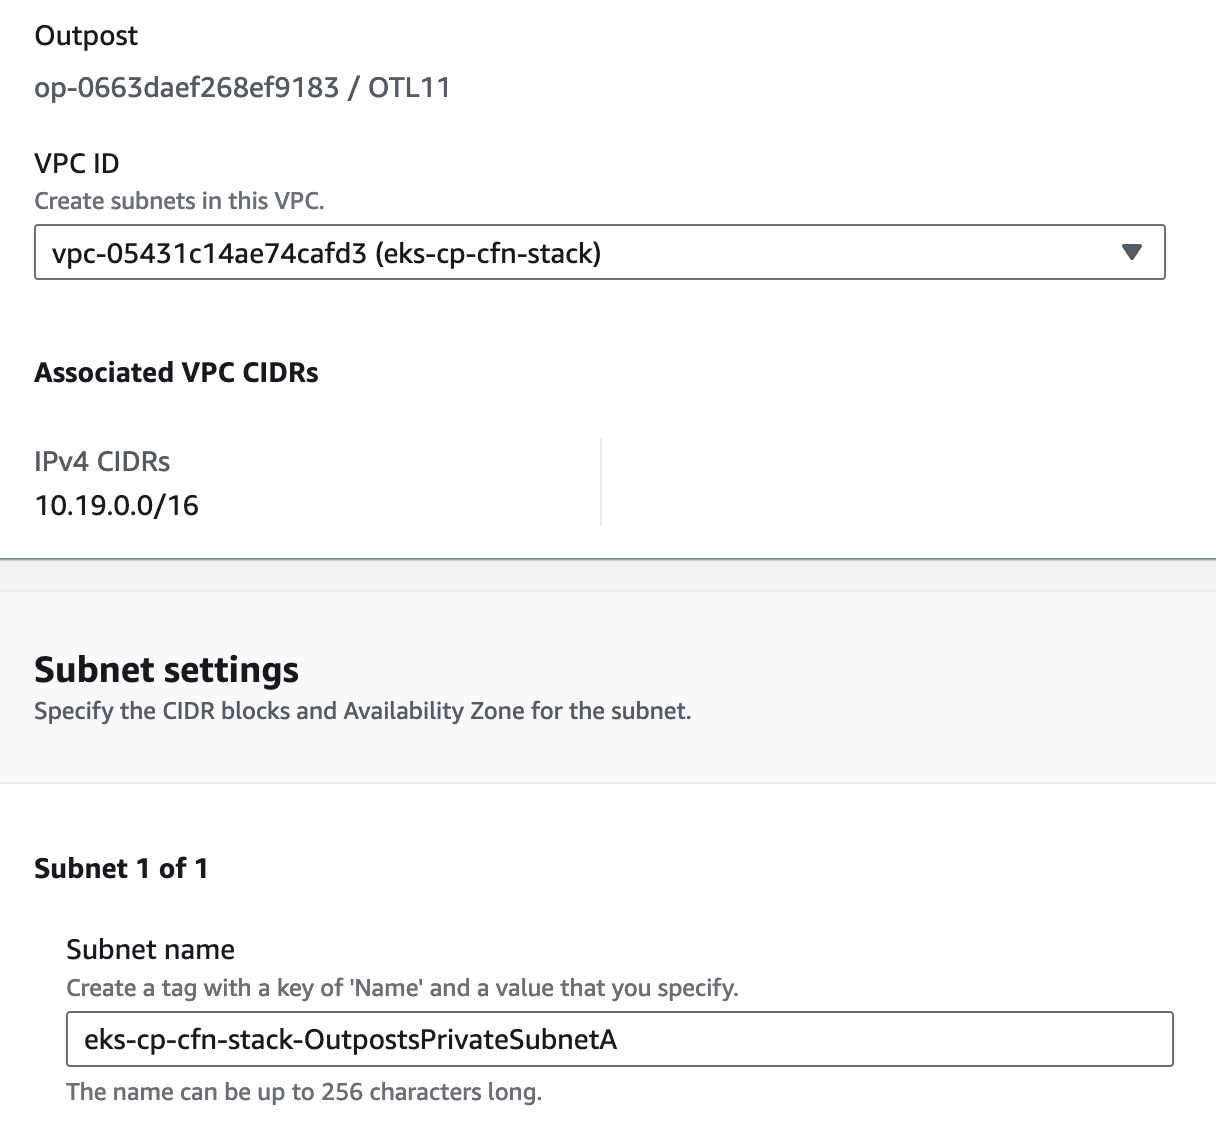 Outpost
op-0663daef268ef9183 / OTL11
VPC ID
Create subnets in this VPC.
vpc-05431c14ae74cafd3 (eks-cp-cfn-stack)
Associated VPC CIDRs
IPv4 CIDRs
10.19.0.0/16
Subnet settings
Specify the CIDR blocks and Availability Zone for the subnet.
Subnet 1 of 1
Subnet name
Create a tag with a key of 'Name' and a value that you specify.
eks-cp-cfn-stack-OutpostsPrivateSubnetA
The name can be up to 256 characters long.